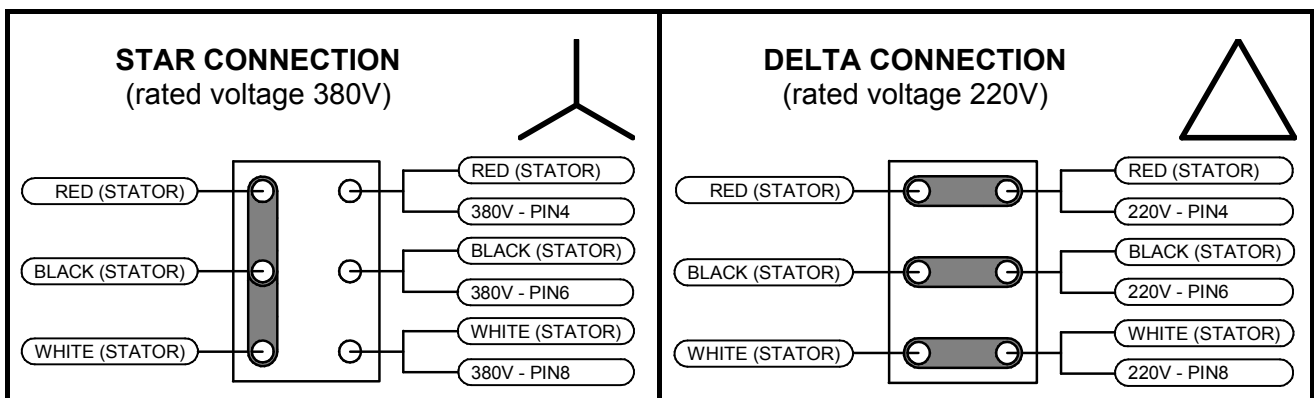 STAR CONNECTION
(rated voltage 380V)
RED (STATOR)
RED (STATOR)
380V - PIN4
BLACK (STATOR)
BLACK (STATOR)
380V - PIN6
WHITE (STATOR)
WHITE (STATOR)
380V - PIN8
DELTA CONNECTION
(rated voltage 220V)
RED (STATOR)
RED (STATOR)
220V - PIN4
BLACK (STATOR)
BLACK (STATOR)
220V - PIN6
WHITE (STATOR)
WHITE (STATOR)
220V - PIN8